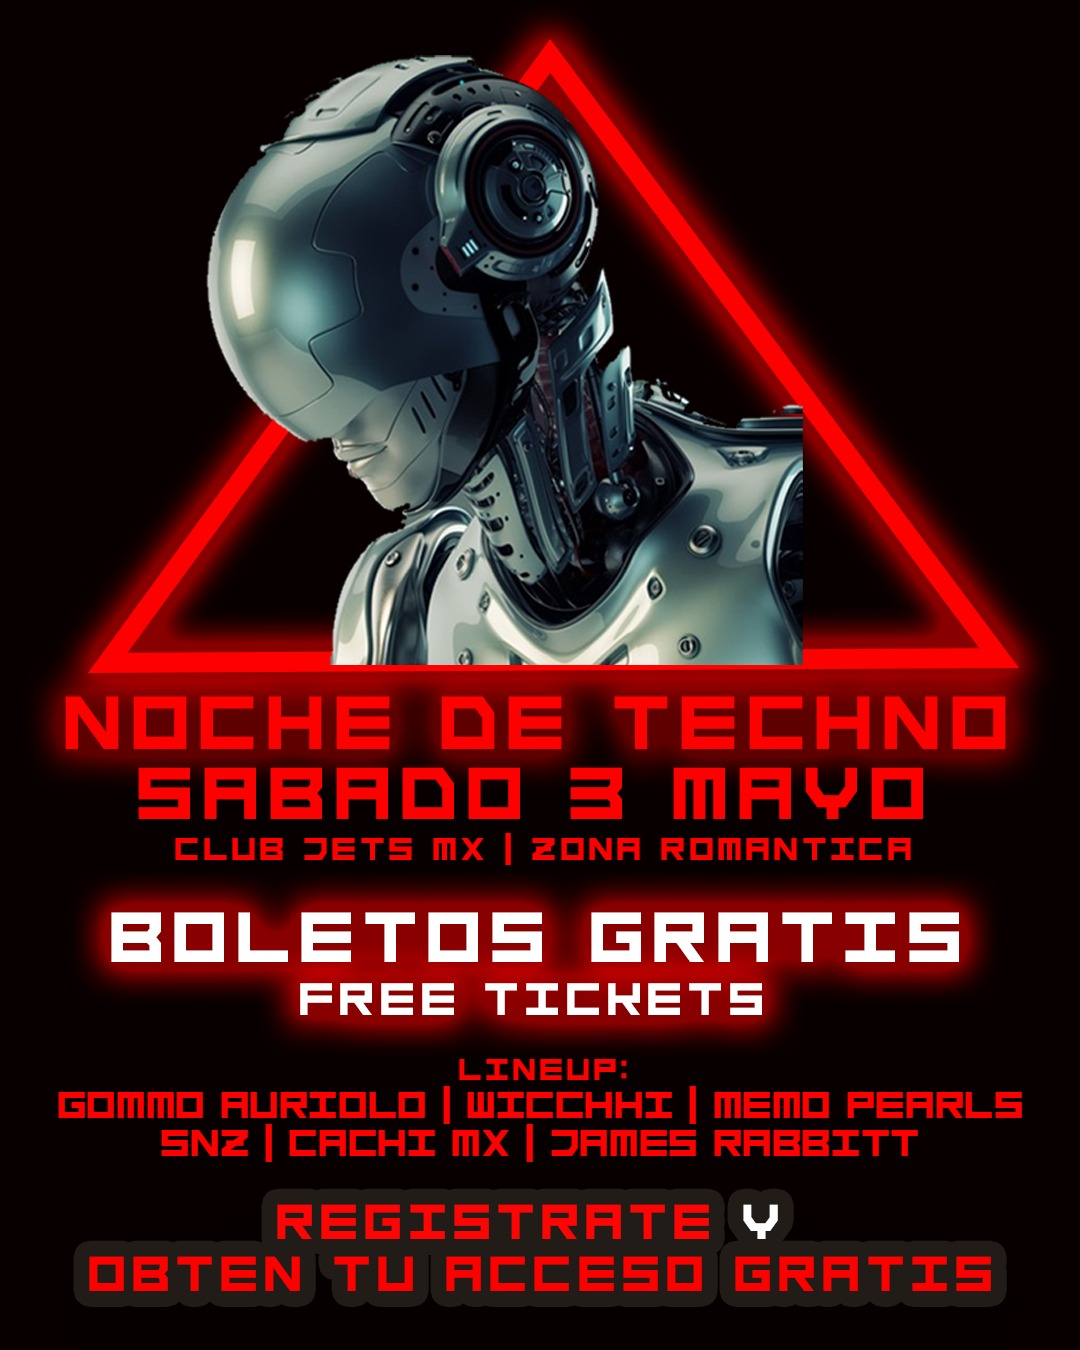 NOCHE DE TECHNO
SABADO 3 MAYO
CLUB JETS MX | ZONA ROMANTICA
BOLETOS GRATIS
FREE TICKETS
LINEUP:
GOMMO AURIOLO | WICCHHI | MEMO PEARLS
SNZ | CACHI MX | JAMES RABBITT
REGISTRATE Y
OBTEN TU ACCESO GRATIS